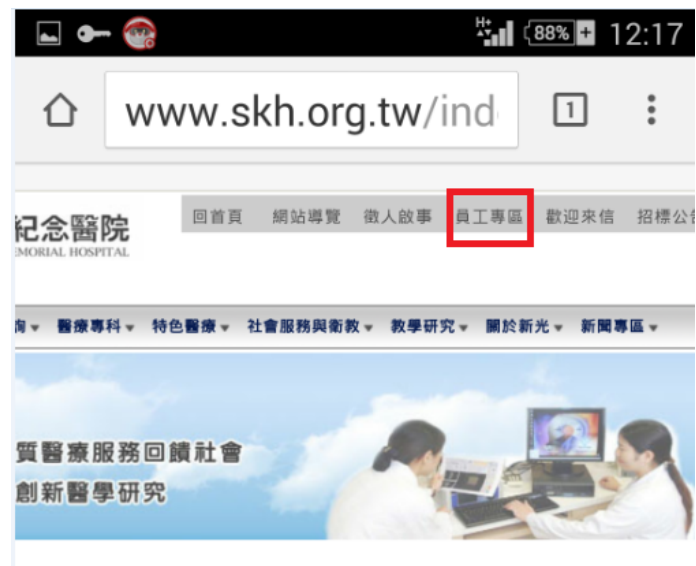 H+ 88% 12:17
www.skh.org.tw/ind
1
回首頁 網站導覽 徵人啟事 員工專區 歡迎來信 招標公告
紀念醫院
EMORIAL HOSPITAL
詢 醫療專科 特色醫療 社會服務與衛教 教學研究 關於新光 新聞專區
質醫療服務回饋社會
創新醫學研究